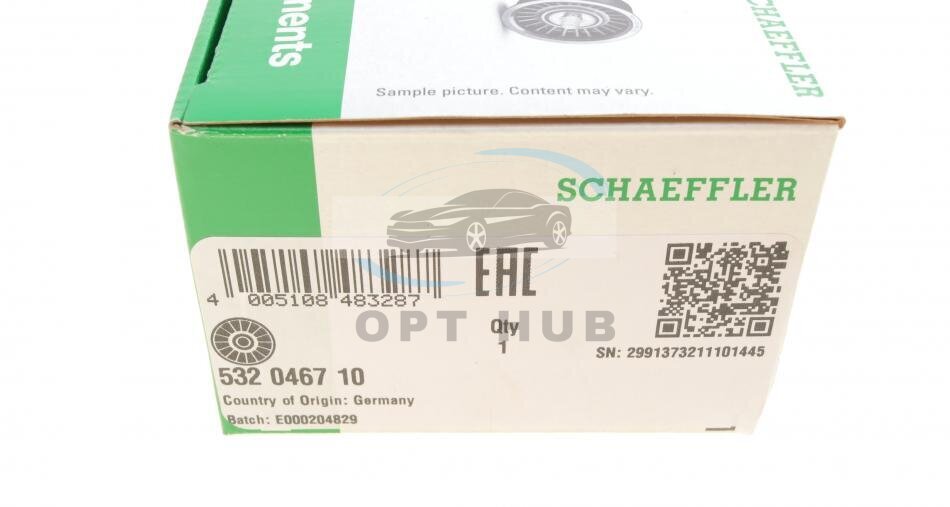 nents
SCHAEFFLER
Sample picture. Content may vary.
SCHAEFFLER
EAC
4 005108 483287
OPT HUB
Qty
1
SN: 2991373211101445
532 0467 10
Country of Origin: Germany
Batch: E000204829